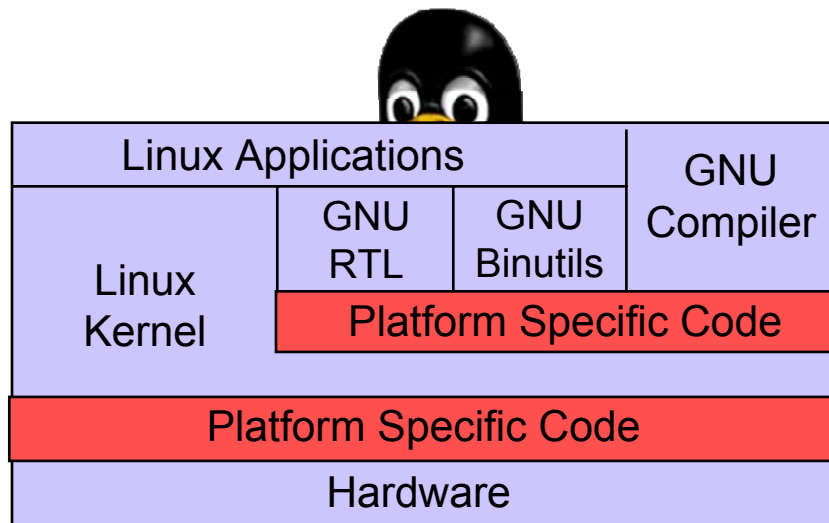 Linux Applications
GNU
Compiler
GNU
RTL
GNU
Binutils
Linux
Kernel
Platform Specific Code
Platform Specific Code
Hardware